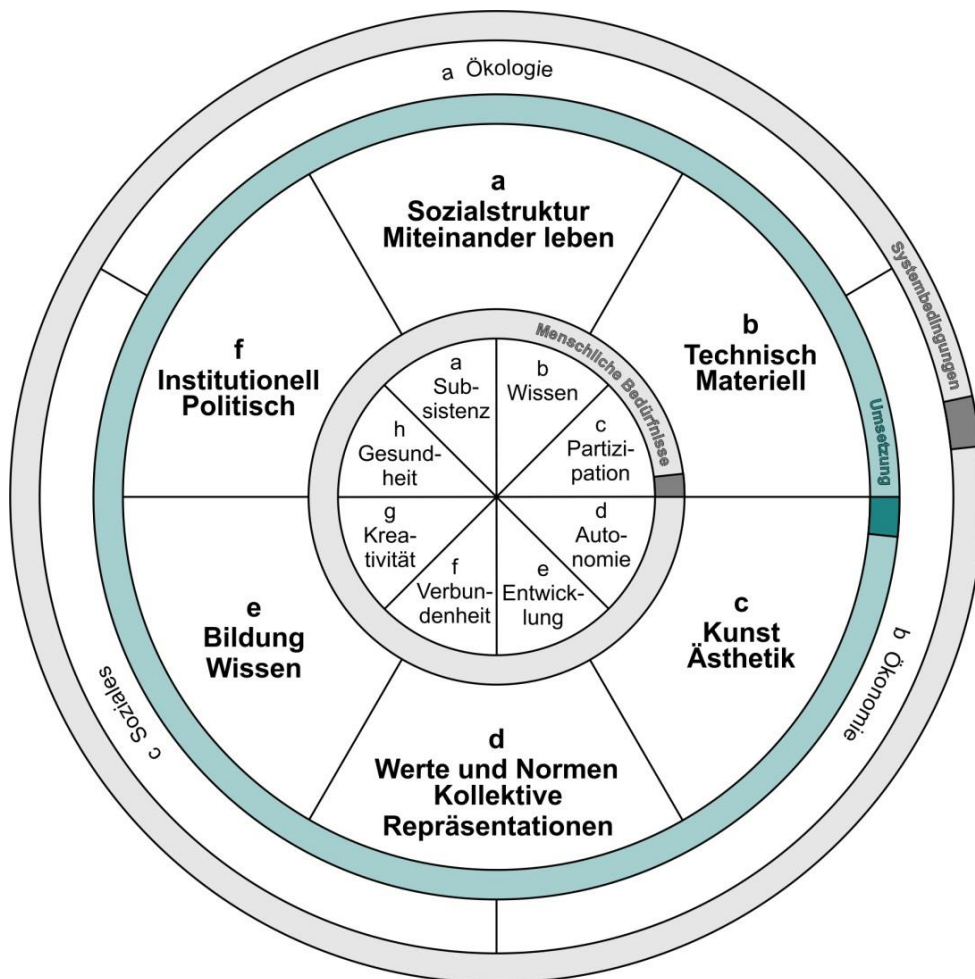 a Ökologie
Systembedingungen
b Ökonomie
c Soziales
Umsetzung
a
Sozialstruktur
Miteinander leben
b
Technisch
Materiell
c
Kunst
Ästhetik
d
Werte und Normen
Kollektive
Repräsentationen
e
Bildung
Wissen
f
Institutionell
Politisch
Menschliche Bedürfnisse
a
Sub-
sistenz
b
Wissen
c
Partizi-
pation
d
Auto-
nomie
e
Entwick-
lung
f
Verbun-
denheit
g
Krea-
tivität
h
Gesund-
heit